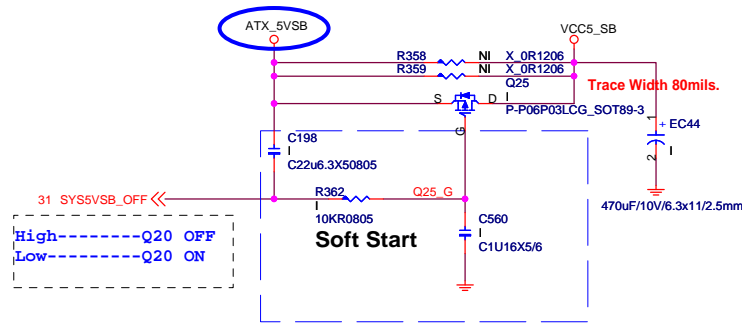 ATX_5VSB
VCC5_SB
R358 NI X_0R1206
R359 NI X_0R1206
Q25
I
Trace Width 80mils.
S D
P-P06P03LCG_SOT89-3
G
1
+ EC44
I
2
470uF/10V/6.3x11/2.5mm
C198
I
C22u6.3X50805
31 SYS5VSB_OFF
R362
Q25_G
I
10KR0805
Soft Start
C560
I
C1U16X5/6
High---------Q20 OFF
Low----------Q20 ON